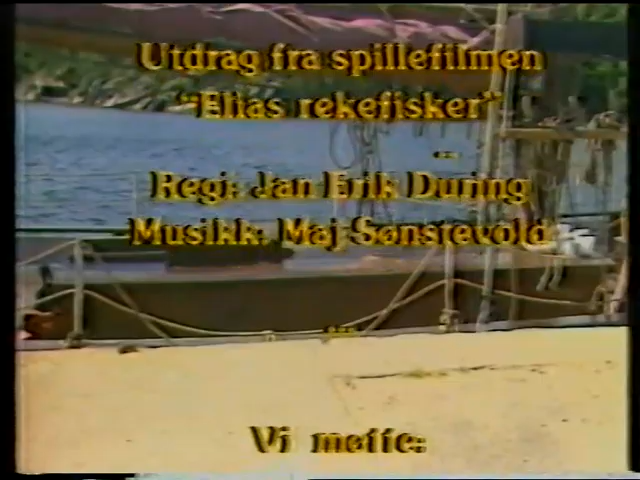 Utdrag fra spillefilmen
"Elias rekefisker"
Regi: Jan Erik Düring
Musikk: Maj Sønstevold
...
Vi møtte: